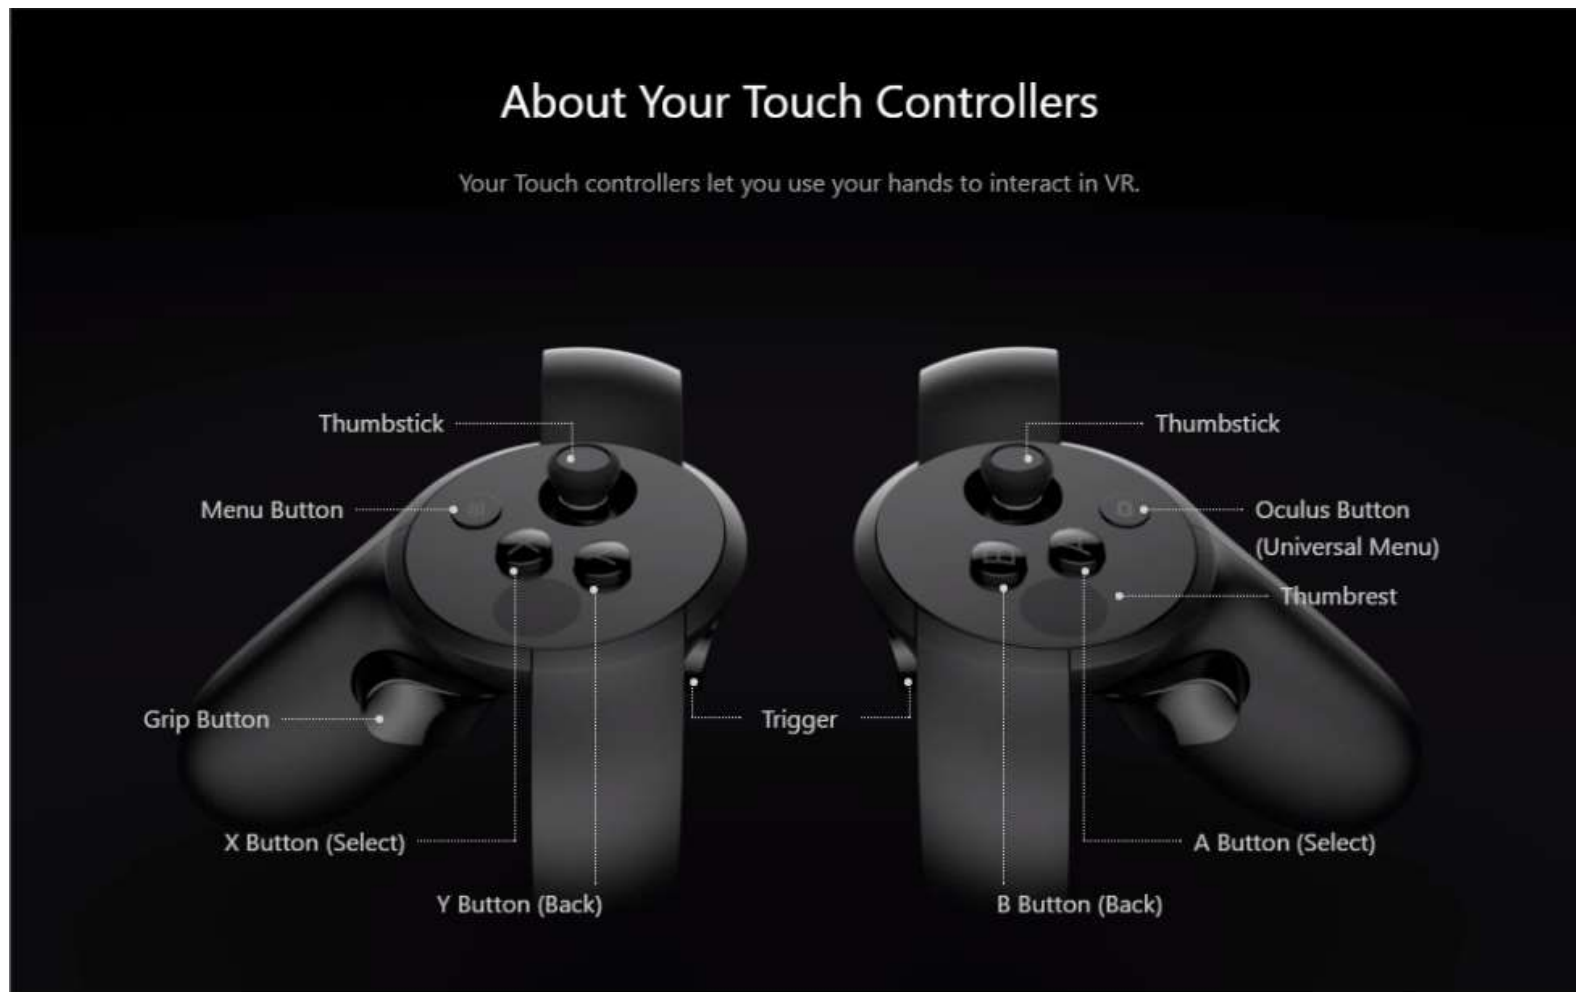 About Your Touch Controllers
Your Touch controllers let you use your hands to interact in VR.
Thumbstick
Thumbstick
Menu Button
Oculus Button
(Universal Menu)
X
Y
B
A
Thumbrest
Grip Button
Trigger
X Button (Select)
A Button (Select)
Y Button (Back)
B Button (Back)